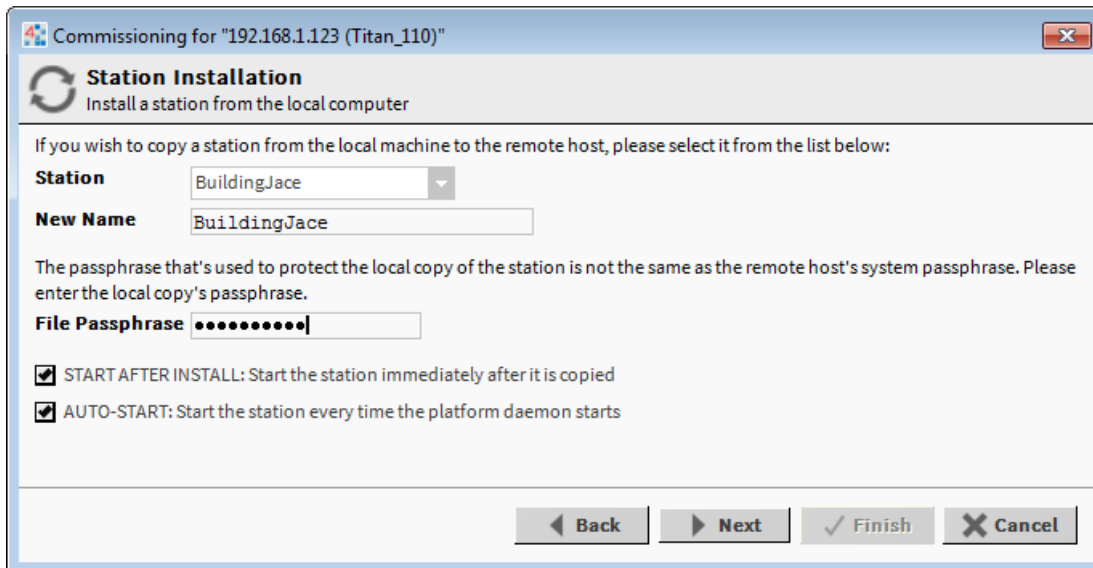 Commissioning for "192.168.1.123 (Titan_110)"
Station Installation
Install a station from the local computer
If you wish to copy a station from the local machine to the remote host, please select it from the list below:
Station BuildingJace
New Name BuildingJace
The passphrase that's used to protect the local copy of the station is not the same as the remote host's system passphrase. Please
enter the local copy's passphrase.
File Passphrase ●●●●●●●●●●
START AFTER INSTALL: Start the station immediately after it is copied
AUTO-START: Start the station every time the platform daemon starts
Back Next Finish Cancel